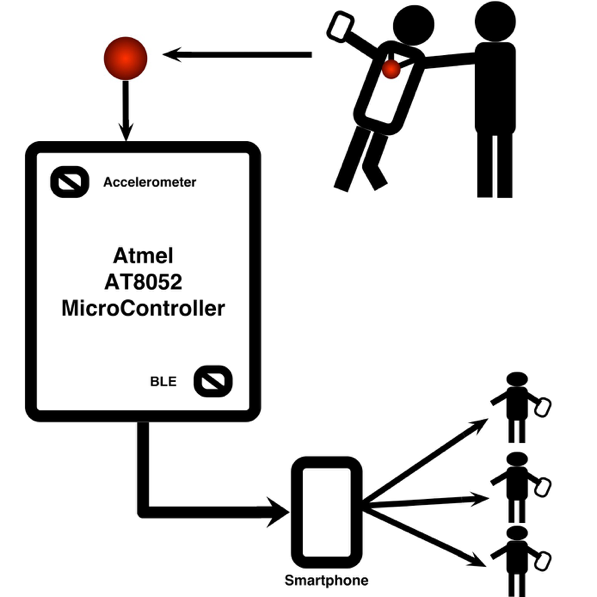 Accelerometer
Atmel
AT8052
MicroController
BLE
Smartphone